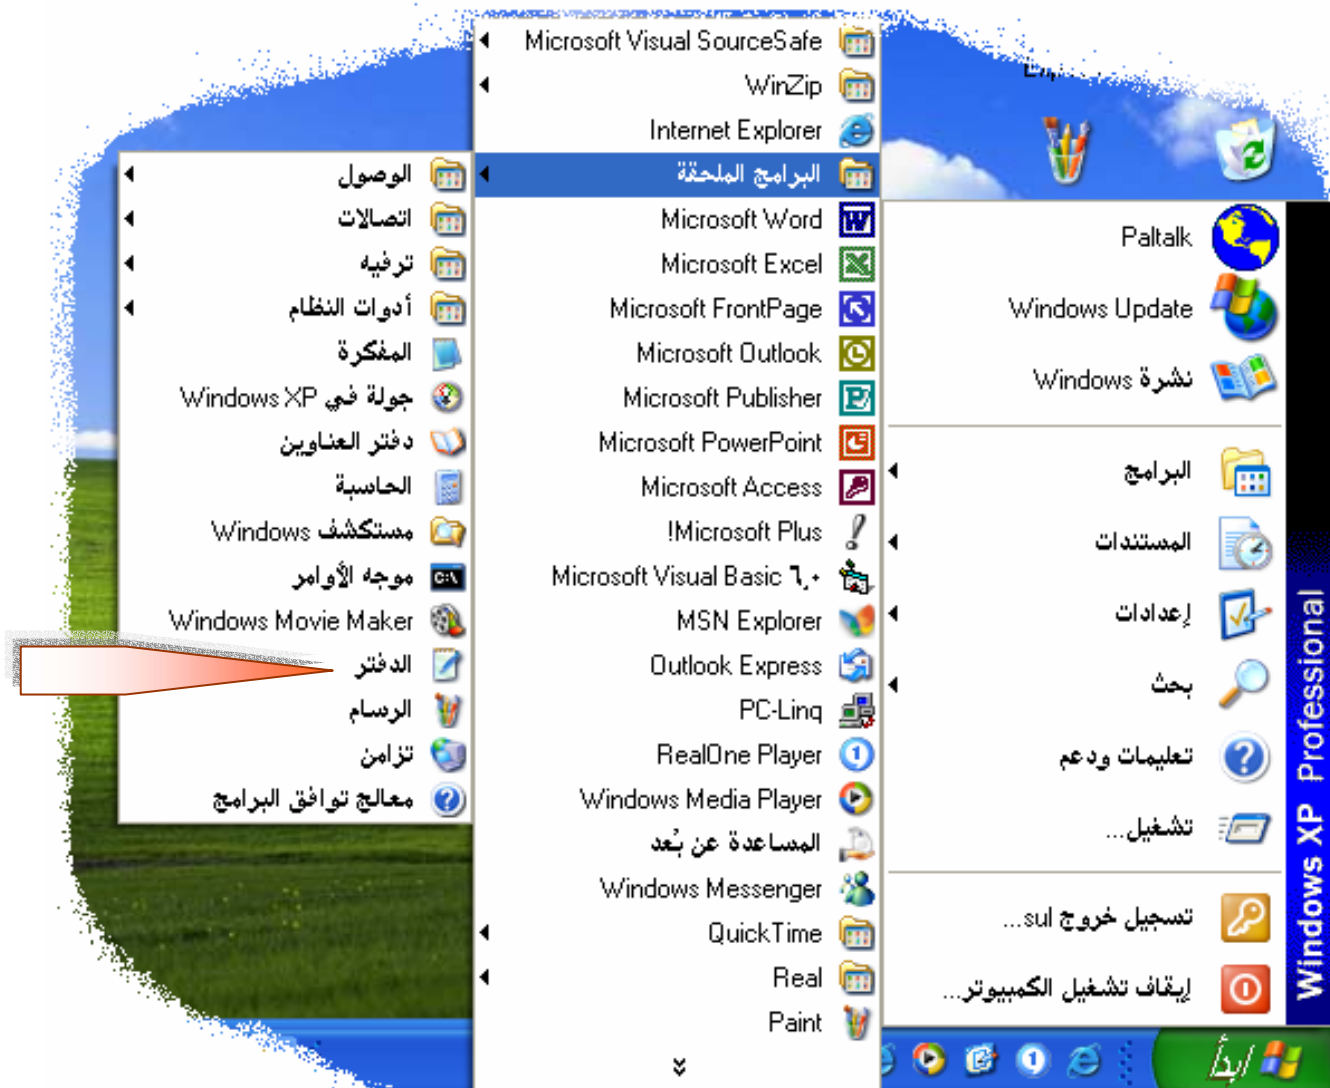 Microsoft Visual SourceSafe
WinZip
Internet Explorer
البرامج الملحقة
Microsoft Word
Microsoft Excel
Microsoft FrontPage
Microsoft Outlook
Microsoft Publisher
Microsoft PowerPoint
Microsoft Access
!Microsoft Plus
Microsoft Visual Basic ٦,٠
MSN Explorer
Outlook Express
PC-Linq
RealOne Player
Windows Media Player
المساعدة عن بُعد
Windows Messenger
QuickTime
Real
Paint
الوصول
اتصالات
ترفيه
أدوات النظام
المفكرة
جولة في Windows XP
دفتر العناوين
الحاسبة
مستكشف Windows
موجه الأوامر
Windows Movie Maker
الدفتر
الرسام
تزامن
معالج توافق البرامج
Paltalk
Windows Update
نشرة Windows
البرامج
المستندات
إعدادات
بحث
تعليمات ودعم
تشغيل...
تسجيل خروج sul...
إيقاف تشغيل الكمبيوتر...
Windows XP Professional
ابدأ
C:\